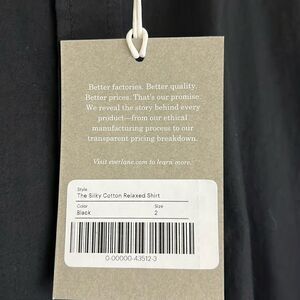 Better factories. Better quality.
Better prices. That's our promise.
We reveal the story behind every
product—from our ethical
manufacturing process to our
transparent pricing breakdown.
Visit everlane.com to learn more.
Style
The Silky Cotton Relaxed Shirt
Color Size
Black 2
0-00000-43512-3